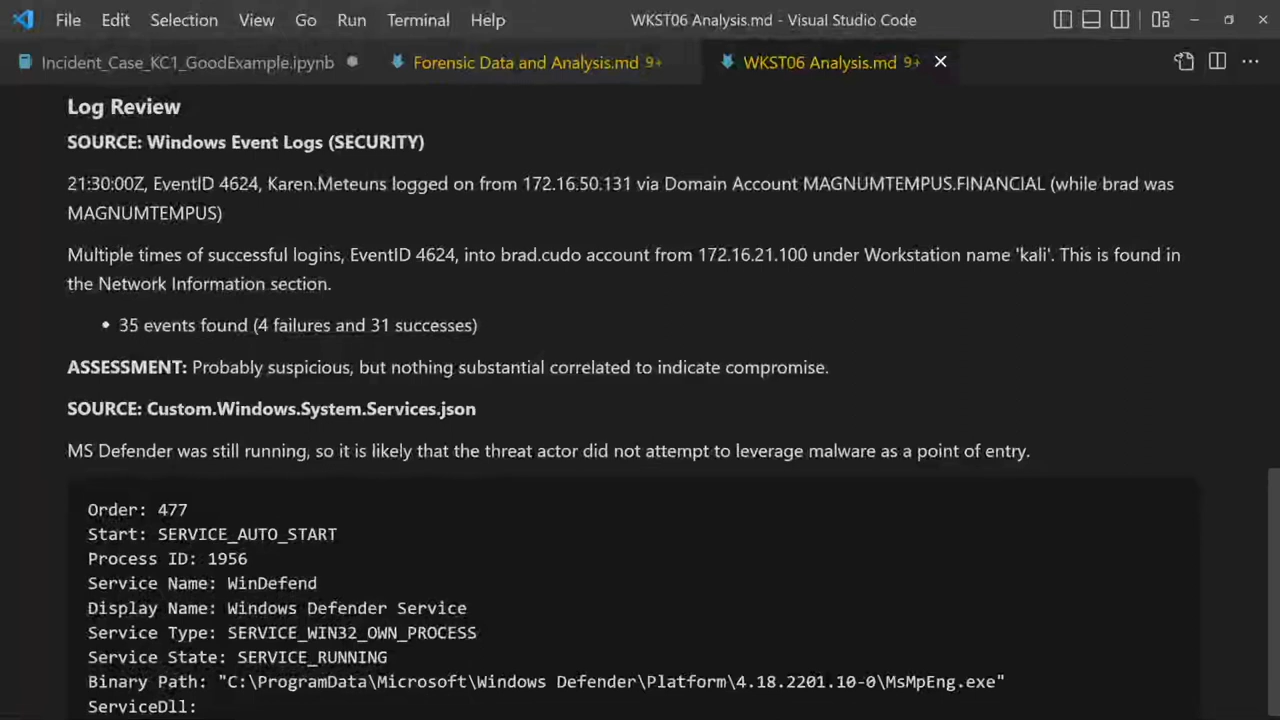 File Edit Selection View Go Run Terminal Help WKST06 Analysis.md - Visual Studio Code
Incident_Case_KC1_GoodExample.ipynb Forensic Data and Analysis.md 9+ WKST06 Analysis.md 9+
Log Review
SOURCE: Windows Event Logs (SECURITY)
21:30:00Z, EventID 4624, Karen.Meteuns logged on from 172.16.50.131 via Domain Account MAGNUMTEMPUS.FINANCIAL (while brad was
MAGNUMTEMPUS)
Multiple times of successful logins, EventID 4624, into brad.cudo account from 172.16.21.100 under Workstation name 'kali'. This is found in
the Network Information section.
• 35 events found (4 failures and 31 successes)
ASSESSMENT: Probably suspicious, but nothing substantial correlated to indicate compromise.
SOURCE: Custom.Windows.System.Services.json
MS Defender was still running, so it is likely that the threat actor did not attempt to leverage malware as a point of entry.
Order: 477
Start: SERVICE_AUTO_START
Process ID: 1956
Service Name: WinDefend
Display Name: Windows Defender Service
Service Type: SERVICE_WIN32_OWN_PROCESS
Service State: SERVICE_RUNNING
Binary Path: "C:\ProgramData\Microsoft\Windows Defender\Platform\4.18.2201.10-0\MsMpEng.exe"
ServiceDll: